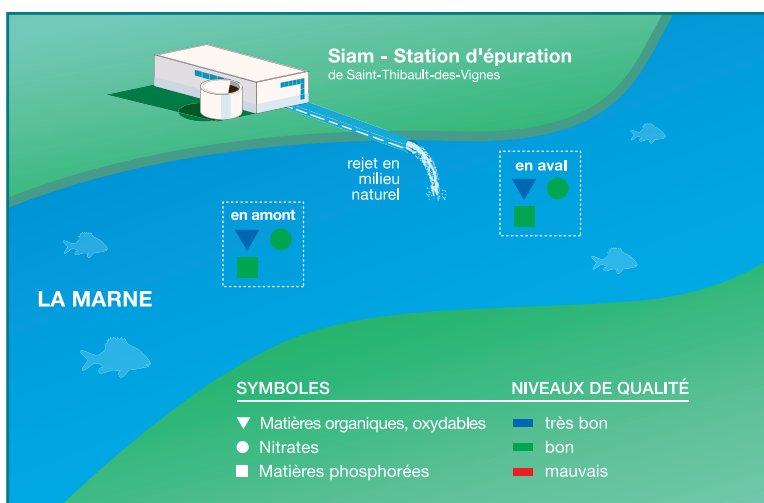 Siam - Station d'épuration
de Saint-Thibault-des-Vignes
rejet en
milieu
naturel
en aval
en amont
LA MARNE
SYMBOLES
NIVEAUX DE QUALITÉ
Matières organiques, oxydables
très bon
Nitrates
bon
Matières phosphorées
mauvais